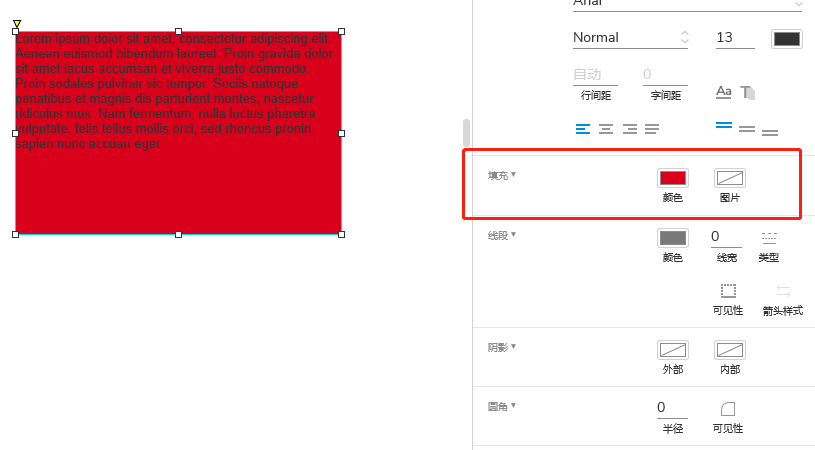 Lorem ipsum dolor sit amet, consectetur adipiscing elit.
Aenean euismod bibendum laoreet. Proin gravida dolor
sit amet lacus accumsan et viverra justo commodo.
Proin sodales pulvinar sic tempor. Sociis natoque
penatibus et magnis dis parturient montes, nascetur
ridiculus mus. Nam fermentum, nulla luctus pharetra
vulputate, felis tellus mollis orci, sed rhoncus pronin
sapien nunc accuan eget.
Arial
Normal
13
自动
0
行间距
字间距
Aa
T
填充
颜色
图片
线段
0
颜色
线宽
类型
可见性
箭头样式
阴影
外部
内部
圆角
0
半径
可见性